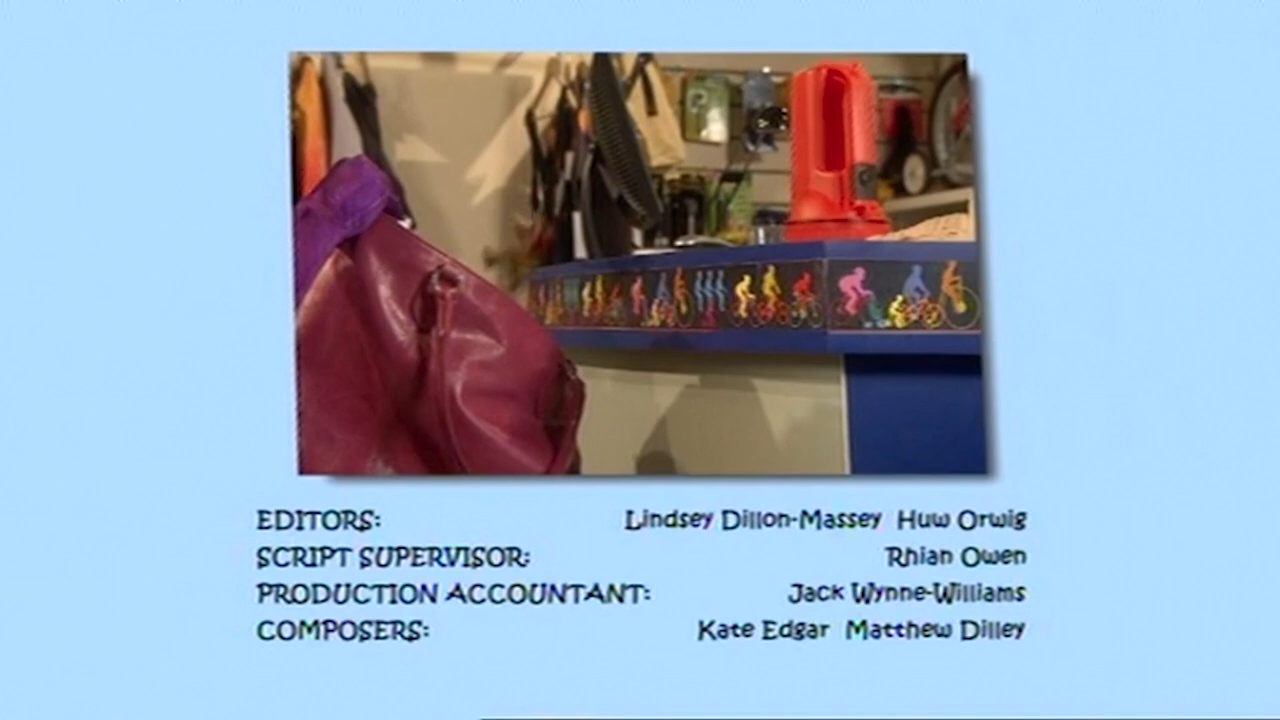 EDITORS: Lindsey Dillon-Massey Huw Orwig
SCRIPT SUPERVISOR: Rhian Owen
PRODUCTION ACCOUNTANT: Jack Wynne-Williams
COMPOSERS: Kate Edgar Matthew Dilley